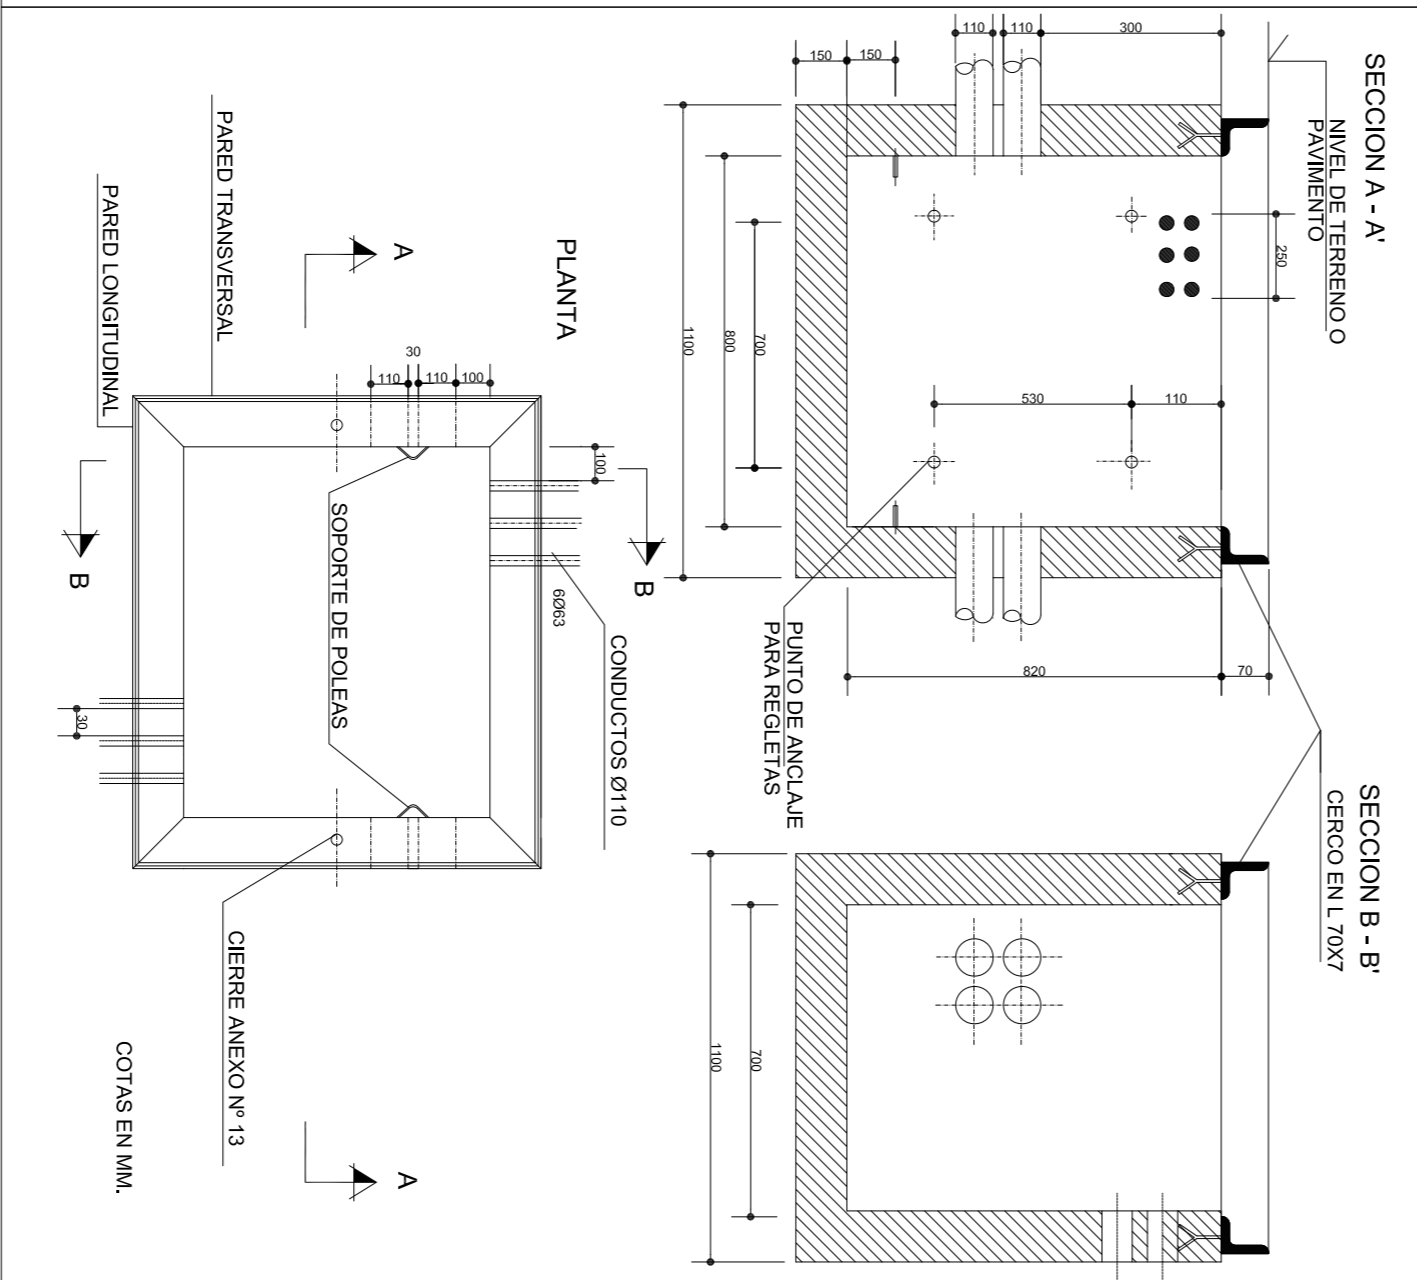 SECCION A - A'
NIVEL DE TERRENO O
PAVIMENTO
250
300
110
110
150
150
700
800
1100
530
110
820
70
PUNTO DE ANCLAJE
PARA REGLETAS
SECCION B - B'
CERCO EN L 70X7
700
1100
PLANTA
A
A
B
B
PARED TRANSVERSAL
PARED LONGITUDINAL
30
110
110
100
100
SOPORTE DE POLEAS
6Ø63
CONDUCTOS Ø110
30
CIERRE ANEXO Nº 13
COTAS EN MM.